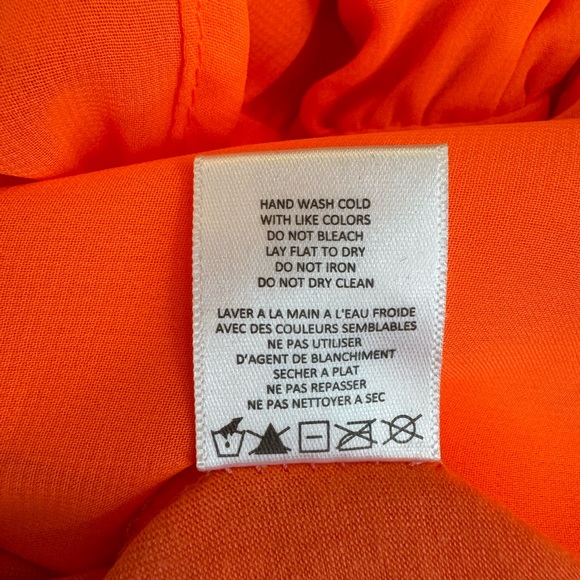 HAND WASH COLD
WITH LIKE COLORS
DO NOT BLEACH
LAY FLAT TO DRY
DO NOT IRON
DO NOT DRY CLEAN
LAVER A LA MAIN A L'EAU FROIDE
AVEC DES COULEURS SEMBLABLES
NE PAS UTILISER
D'AGENT DE BLANCHIMENT
SECHER A PLAT
NE PAS REPASSER
NE PAS NETTOYER A SEC